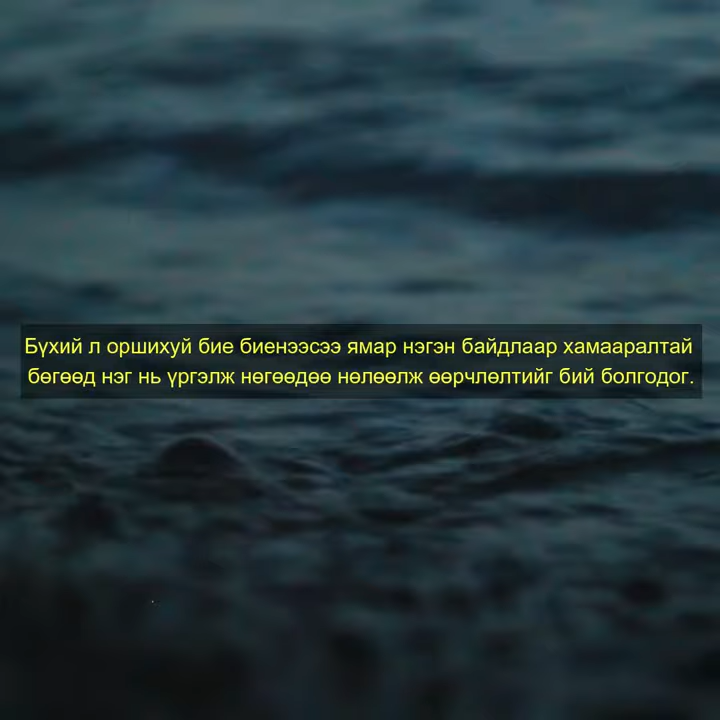 Бүхий л оршихуй бие биенээсээ ямар нэгэн байдлаар хамааралтай
бөгөөд нэг нь үргэлж нөгөөдөө нөлөөлж өөрчлөлтийг бий болгодог.